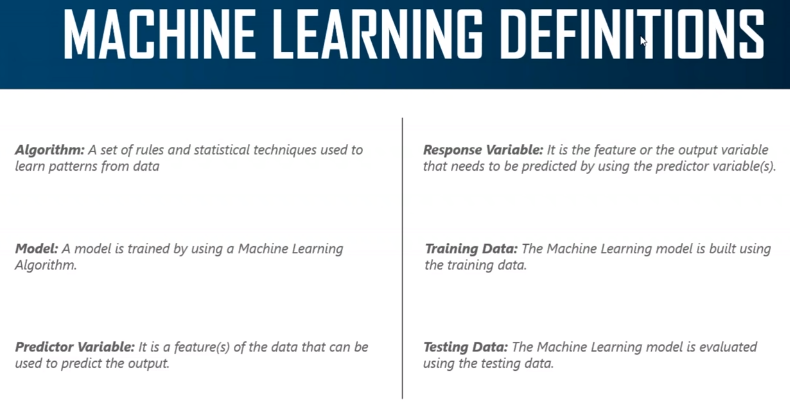 MACHINE LEARNING DEFINITIONS
Algorithm: A set of rules and statistical techniques used to
learn patterns from data
Model: A model is trained by using a Machine Learning
Algorithm.
Predictor Variable: It is a feature(s) of the data that can be
used to predict the output.
Response Variable: It is the feature or the output variable
that needs to be predicted by using the predictor variable(s).
Training Data: The Machine Learning model is built using
the training data.
Testing Data: The Machine Learning model is evaluated
using the testing data.